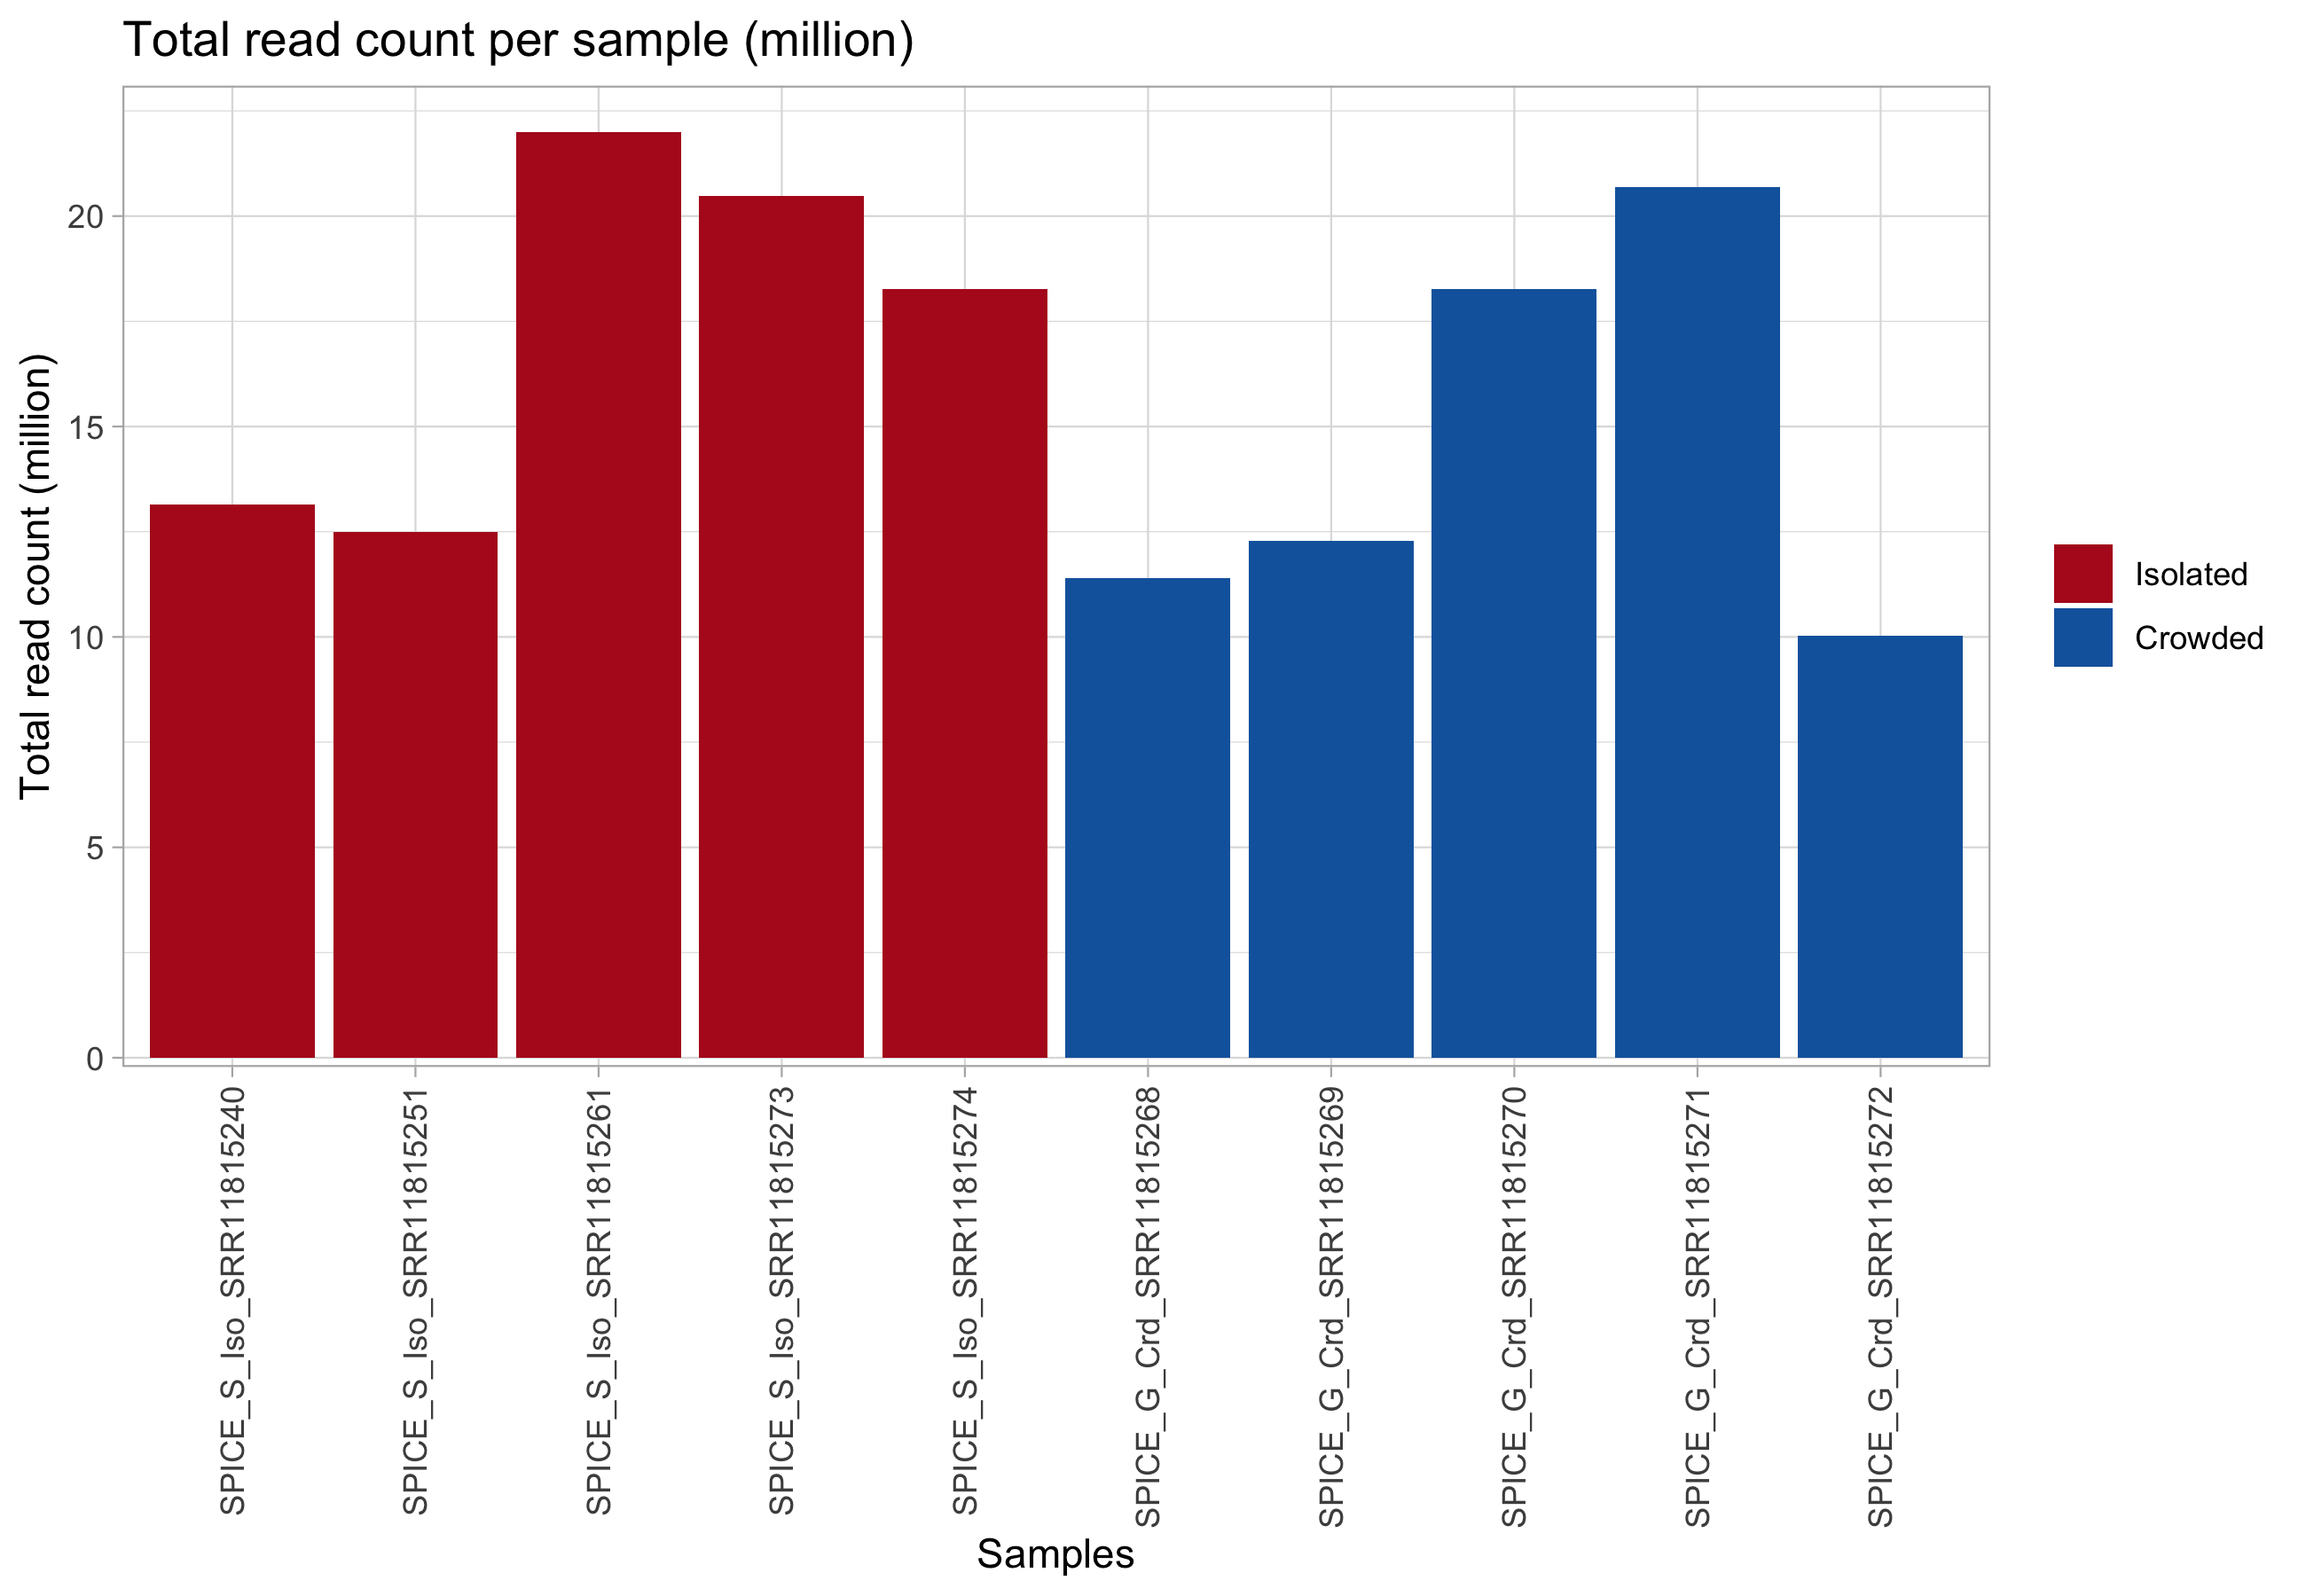 Total read count per sample (million)
Total read count (million)
20
15
10
5
0
SPICE_S_Iso_SRR11815240
SPICE_S_Iso_SRR11815251
SPICE_S_Iso_SRR11815261
SPICE_S_Iso_SRR11815273
SPICE_S_Iso_SRR11815274
SPICE_G_Crd_SRR11815268
SPICE_G_Crd_SRR11815269
SPICE_G_Crd_SRR11815270
SPICE_G_Crd_SRR11815271
SPICE_G_Crd_SRR11815272
Samples
Isolated
Crowded